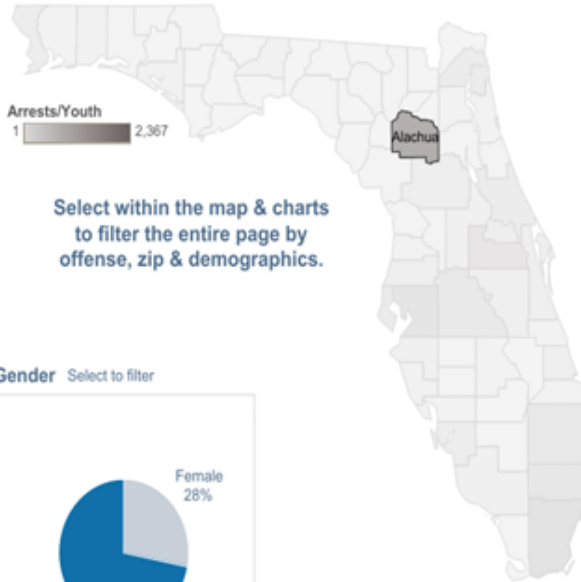 Arrests/Youth
1 2,367
Alachua
Select within the map & charts
to filter the entire page by
offense, zip & demographics.
Gender Select to filter
Female
28%